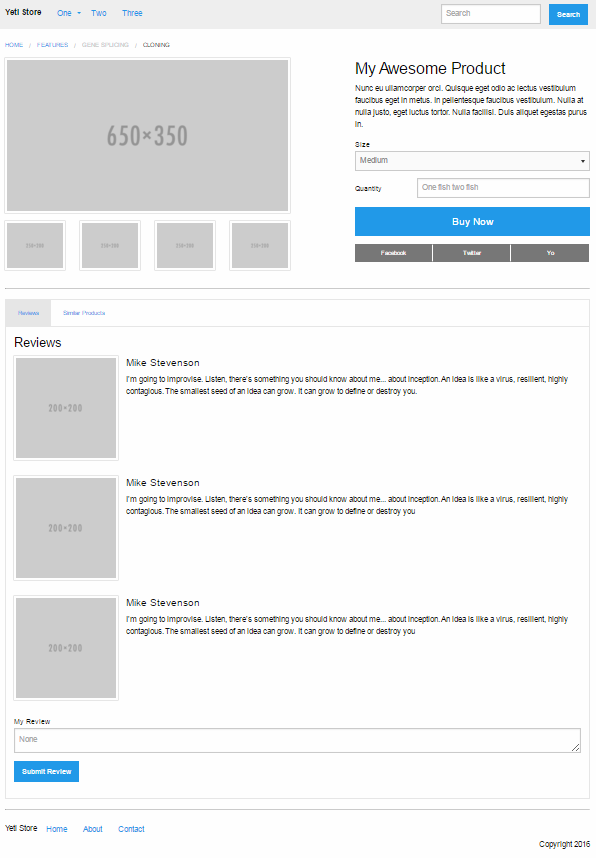 Yeti Store One Two Three Search Search
HOME / FEATURES / GENE SPLICING / CLONING
650×350
250×200 250×200 250×200 250×200
My Awesome Product
Nunc eu ullamcorper orci. Quisque eget odio ac lectus vestibulum
faucibus eget in metus. In pellentesque faucibus vestibulum. Nulla at
nulla justo, eget luctus tortor. Nulla facilisi. Duis aliquet egestas purus
in.
Size
Medium
Quantity One fish two fish
Buy Now
Facebook Twitter Yo
Reviews Similar Products
Reviews
200×200
Mike Stevenson
I'm going to improvise. Listen, there's something you should know about me... about inception. An idea is like a virus, resilient, highly
contagious. The smallest seed of an idea can grow. It can grow to define or destroy you.
200×200
Mike Stevenson
I'm going to improvise. Listen, there's something you should know about me... about inception. An idea is like a virus, resilient, highly
contagious. The smallest seed of an idea can grow. It can grow to define or destroy you
200×200
Mike Stevenson
I'm going to improvise. Listen, there's something you should know about me... about inception. An idea is like a virus, resilient, highly
contagious. The smallest seed of an idea can grow. It can grow to define or destroy you
My Review
None
Submit Review
Yeti Store Home About Contact
Copyright 2016